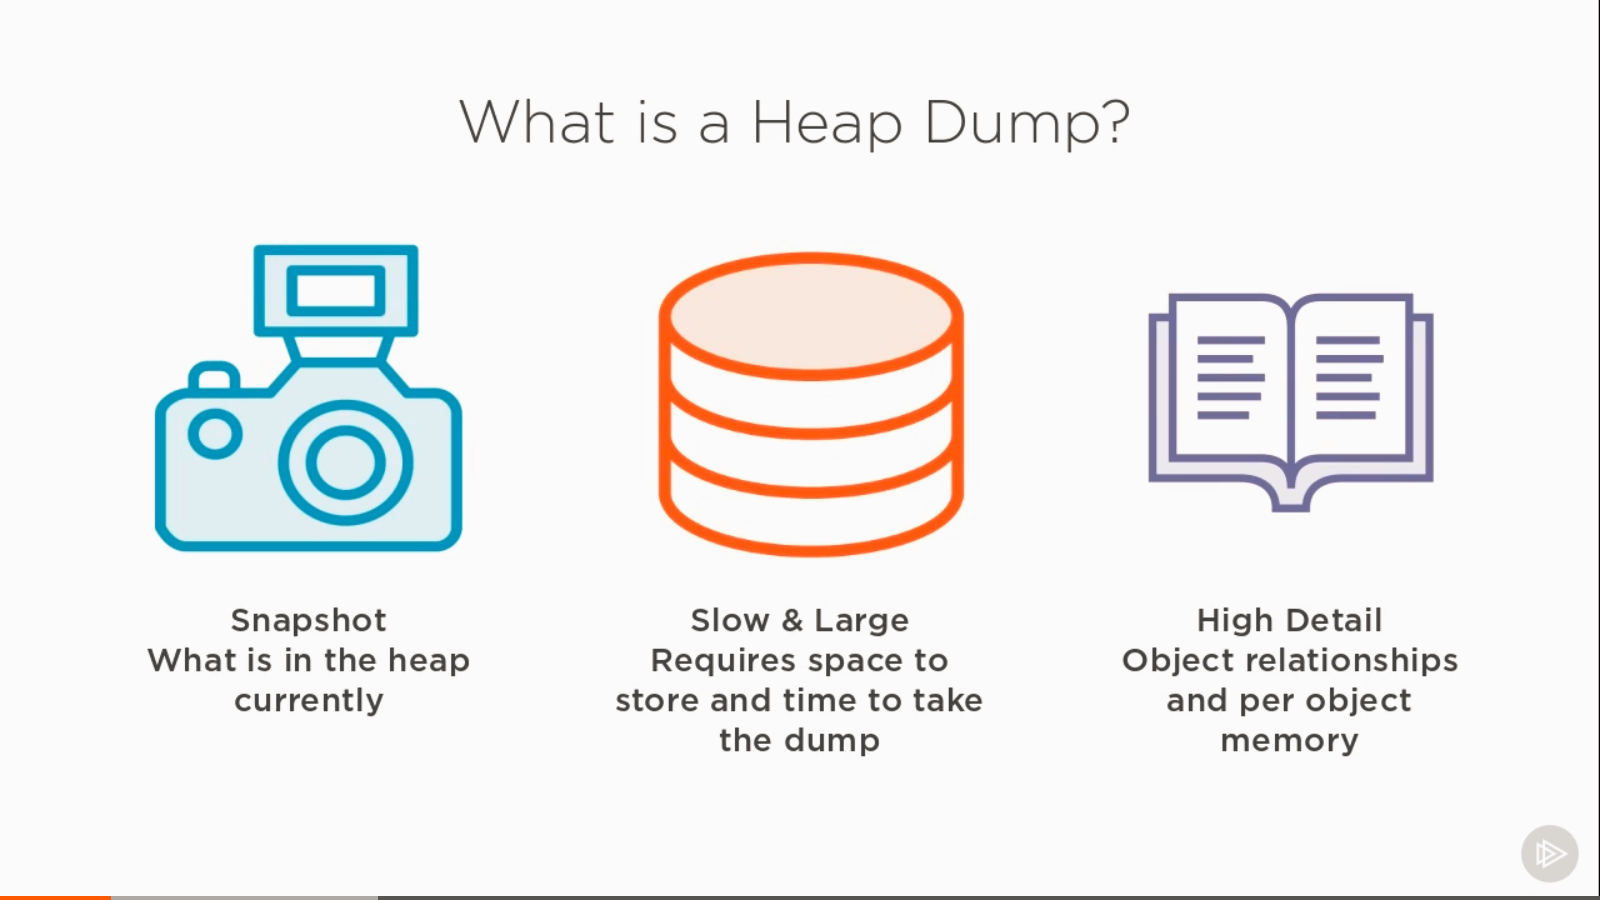 What is a Heap Dump?
Snapshot
What is in the heap
currently
Slow & Large
Requires space to
store and time to take
the dump
High Detail
Object relationships
and per object
memory